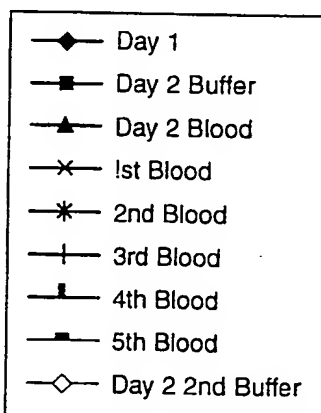 Day 1
Day 2 Buffer
Day 2 Blood
!st Blood
2nd Blood
3rd Blood
4th Blood
5th Blood
Day 2 2nd Buffer